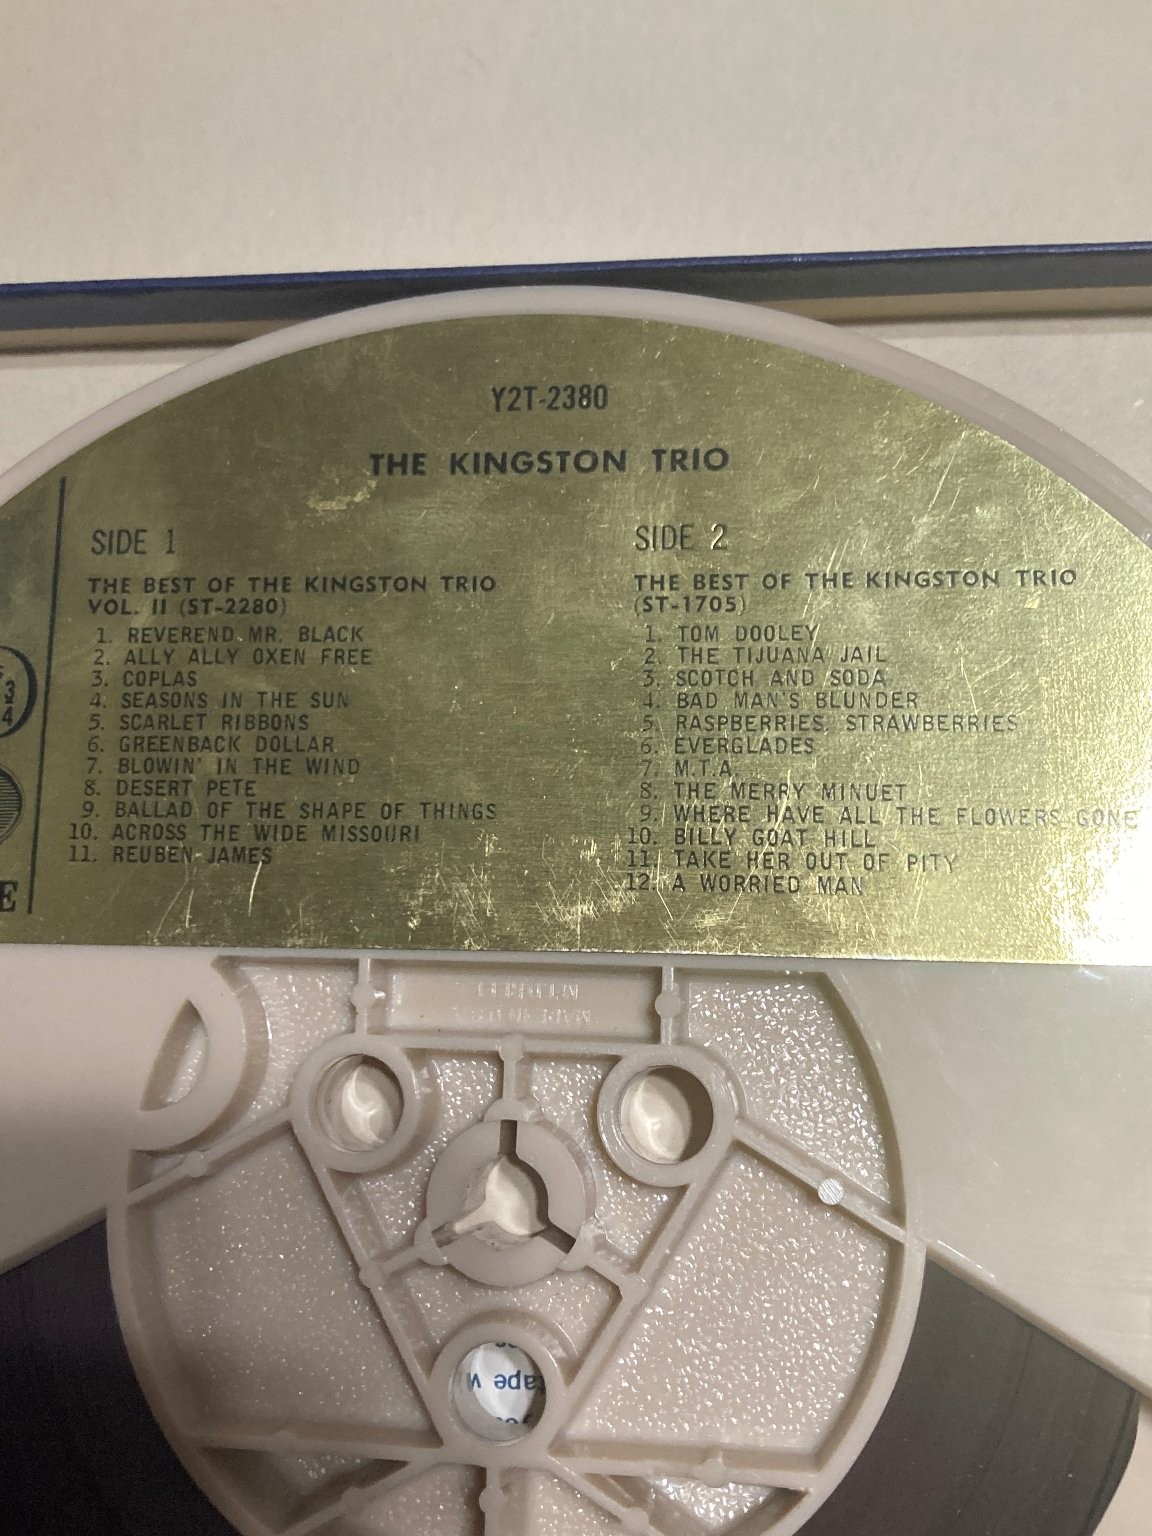 Y2T-2380
THE KINGSTON TRIO
SIDE 1
THE BEST OF THE KINGSTON TRIO
VOL. II (ST-2280)
1. REVEREND MR. BLACK
2. ALLY ALLY OXEN FREE
3. COPLAS
4. SEASONS IN THE SUN
5. SCARLET RIBBONS
6. GREENBACK DOLLAR
7. BLOWIN' IN THE WIND
8. DESERT PETE
9. BALLAD OF THE SHAPE OF THINGS
10. ACROSS THE WIDE MISSOURI
11. REUBEN JAMES
SIDE 2
THE BEST OF THE KINGSTON TRIO
(ST-1705)
1. TOM DOOLEY
2. THE TIJUANA JAIL
3. SCOTCH AND SODA
4. BAD MAN'S BLUNDER
5. RASPBERRIES, STRAWBERRIES
6. EVERGLADES
7. M.T.A.
8. THE MERRY MINUET
9. WHERE HAVE ALL THE FLOWERS GONE
10. BILLY GOAT HILL
11. TAKE HER OUT OF PITY
12. A WORRIED MAN
3
4
E
MADE IN U.S.A.
tape w